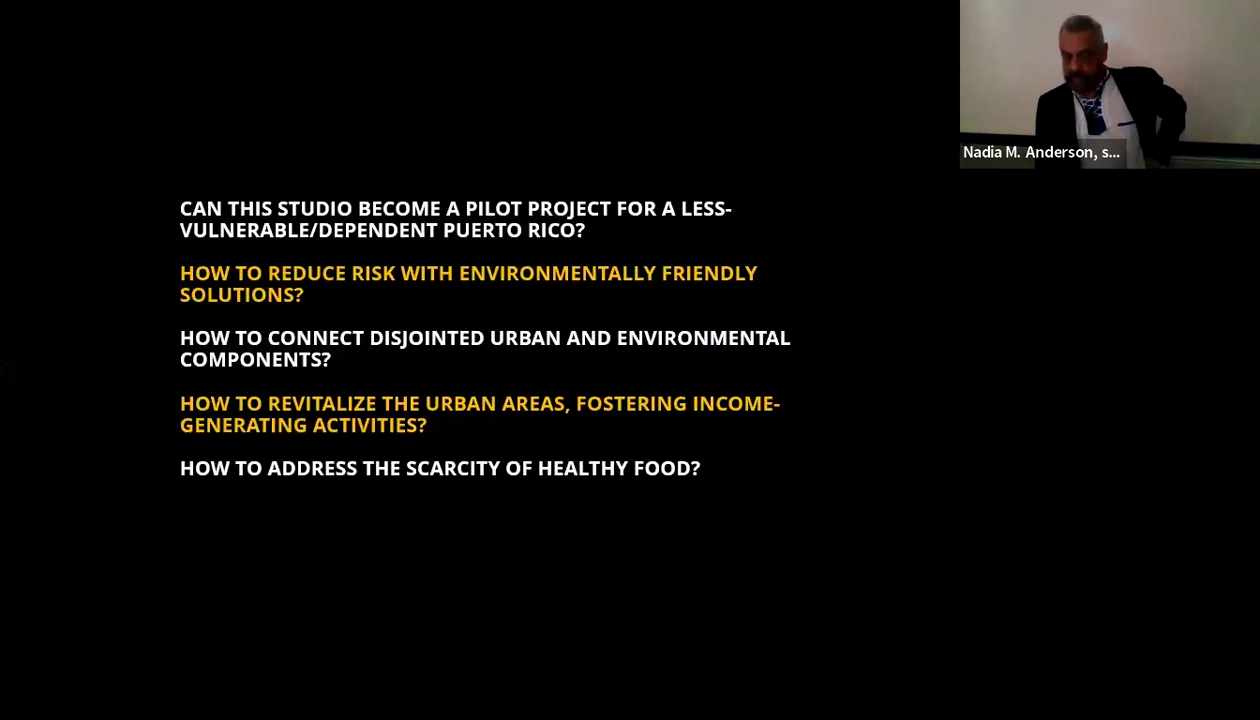 Nadia M. Anderson, s...
CAN THIS STUDIO BECOME A PILOT PROJECT FOR A LESS-
VULNERABLE/DEPENDENT PUERTO RICO?
HOW TO REDUCE RISK WITH ENVIRONMENTALLY FRIENDLY
SOLUTIONS?
HOW TO CONNECT DISJOINTED URBAN AND ENVIRONMENTAL
COMPONENTS?
HOW TO REVITALIZE THE URBAN AREAS, FOSTERING INCOME-
GENERATING ACTIVITIES?
HOW TO ADDRESS THE SCARCITY OF HEALTHY FOOD?